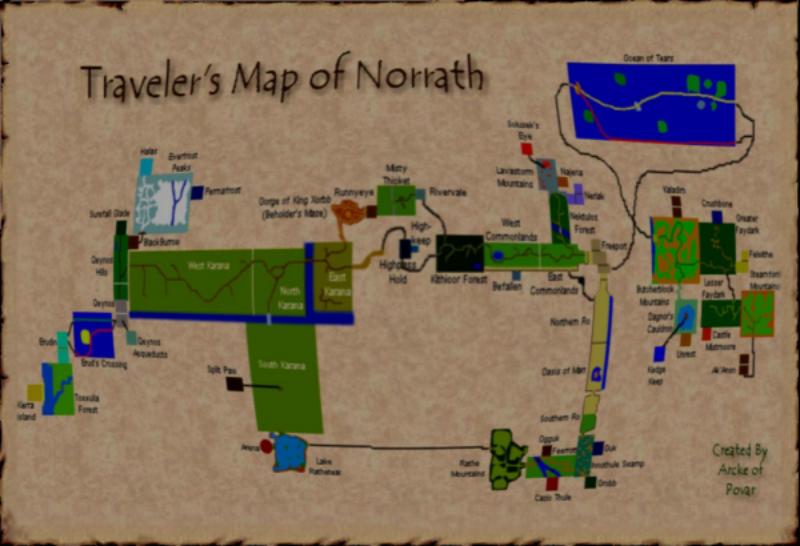 Ocean of Tears
Traveler's Map of Norrath
Solusek's
Eye
Halas
Everfrost
Peaks
Permafrost
Misty
Thicket
Rivervale
Runnyeye
Gorge of King Xorbb
(Beholder's Maze)
Lavastorm
Mountains
Najena
Neriak
Nektulos
Forest
Kaladim
Crushbone
Greater
Faydark
Surefall Glade
BlackBurrow
Qeynos
Hills
West Karana
North
Karana
East
Karana
High-
keep
Highpass
Hold
Kithicor Forest
West
Commonlands
Freeport
Befallen
East
Commonlands
Felwithe
Steamfont
Mountains
Butcherblock
Mountains
Lesser
Faydark
Dagnor's
Cauldron
Castle
Mistmoore
Unrest
Kedge
Keep
Ak'Anon
Qeynos
Qeynos
Aqueducts
Erudin
Erud's Crossing
Toxxulia
Forest
Kerra
Island
Northern Ro
Oasis of Marr
Southern Ro
South Karana
Split Paw
Arena
Lake
Rathetear
Rathe
Mountains
Oggok
Feerrott
Guk
Innothule Swamp
Grobb
Cazic Thule
Created By
Arcke of
Povar